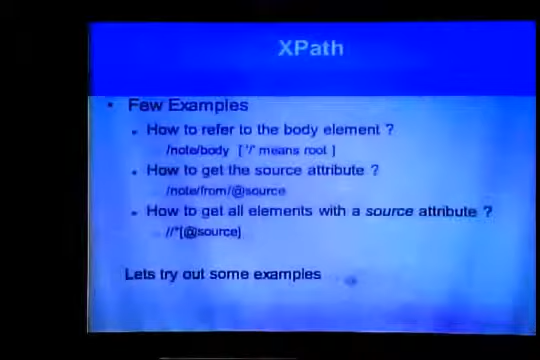 XPath
• Few Examples
• How to refer to the body element ?
/note/body [ '/' means root ]
• How to get the source attribute ?
/note/from/@source
• How to get all elements with a source attribute ?
//*[@source]
Lets try out some examples